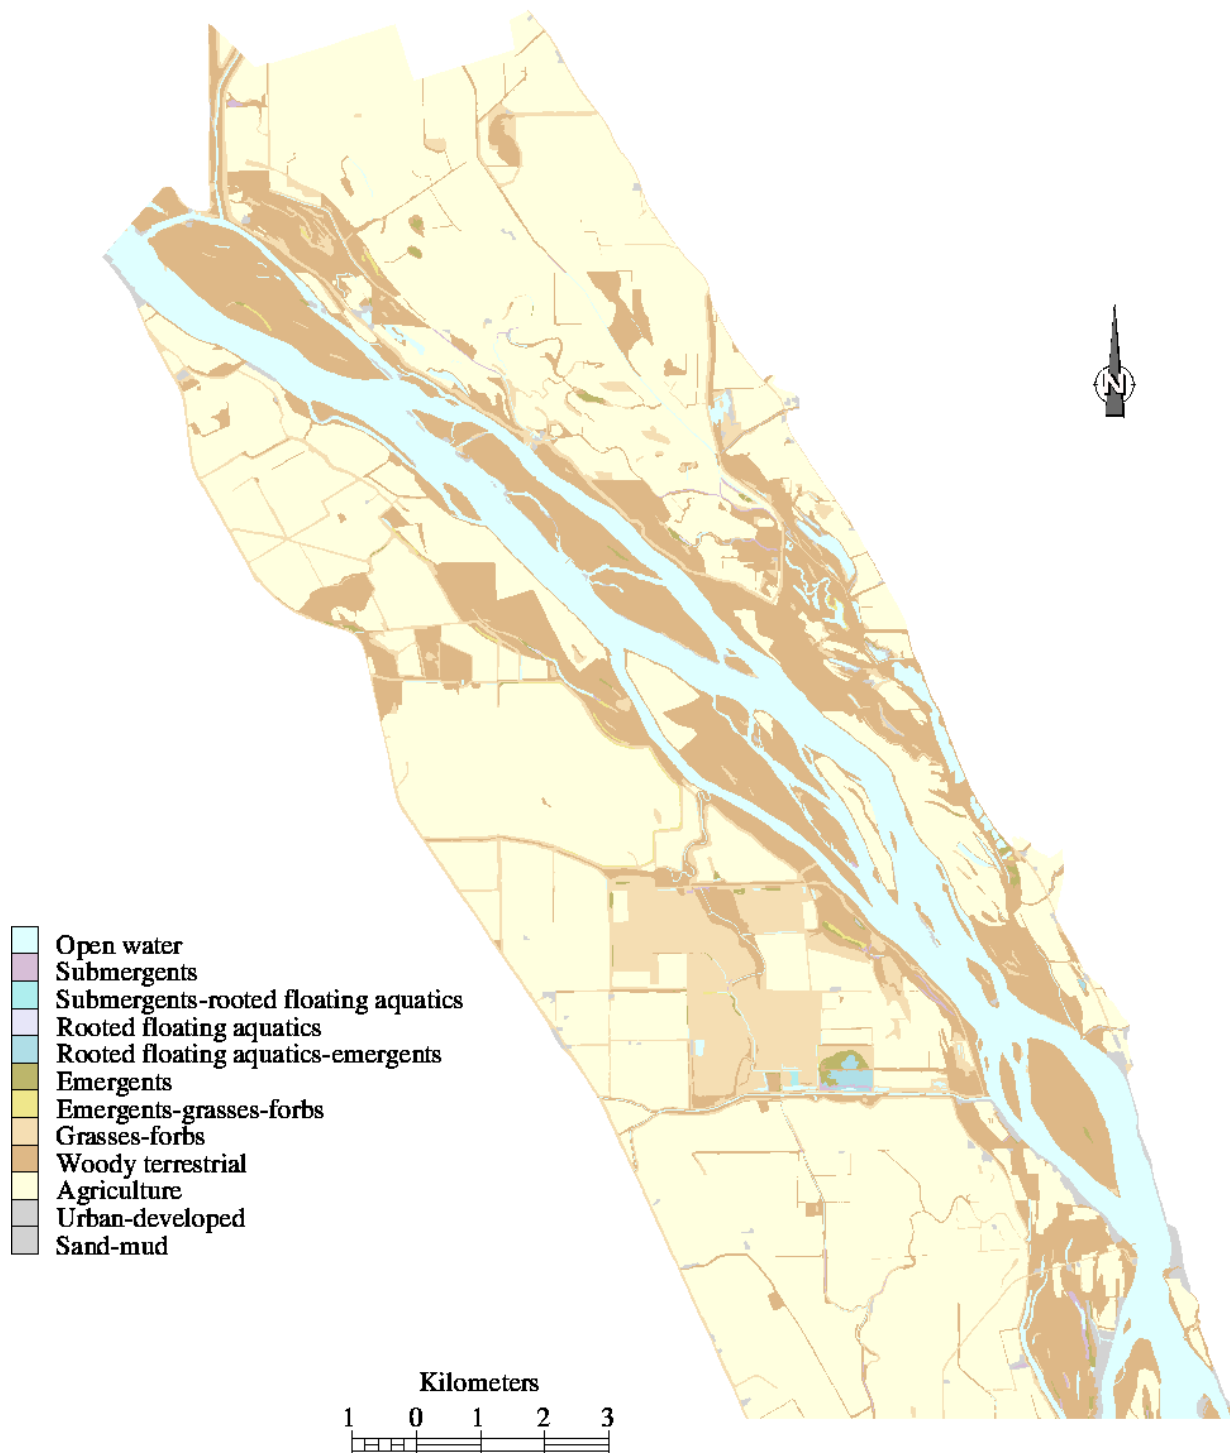 N
Open water
Submergents
Submergents-rooted floating aquatics
Rooted floating aquatics
Rooted floating aquatics-emergents
Emergents
Emergents-grasses-forbs
Grasses-forbs
Woody terrestrial
Agriculture
Urban-developed
Sand-mud
Kilometers
1 0 1 2 3